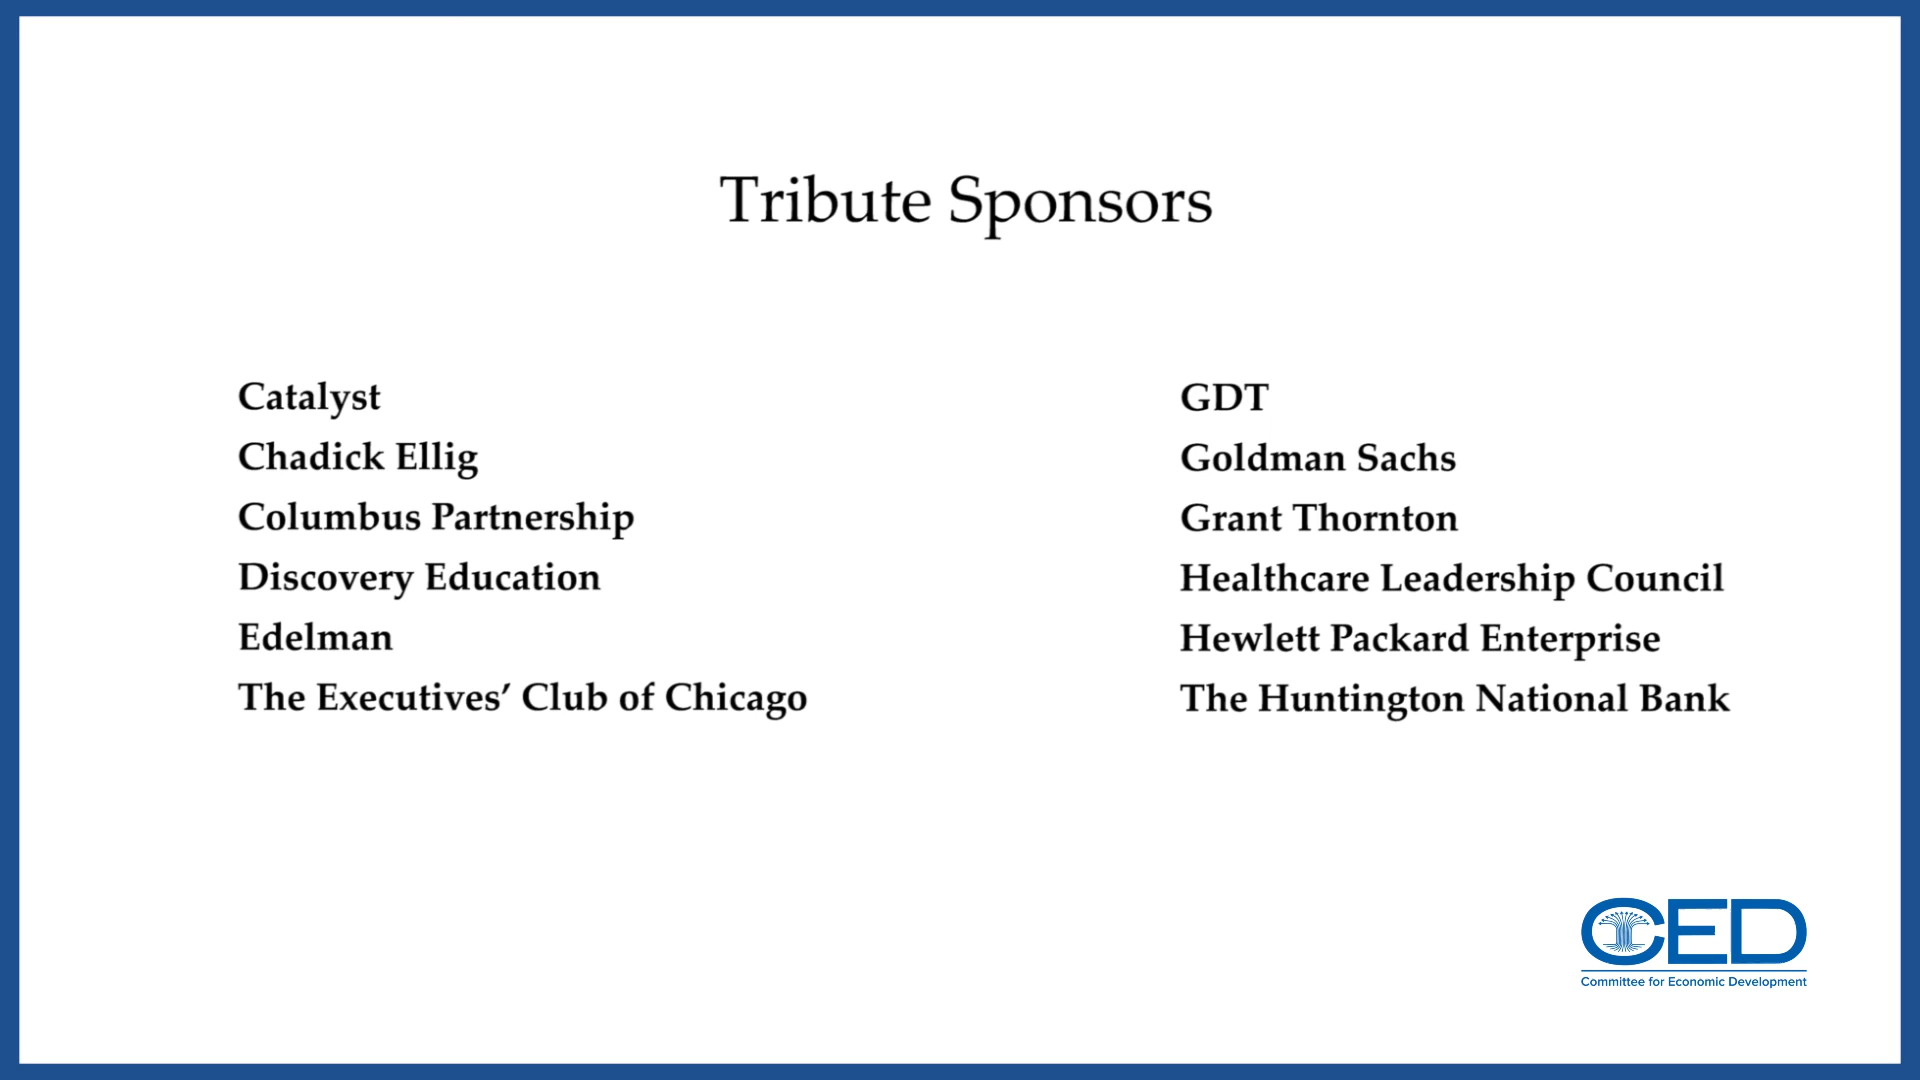 Tribute Sponsors
Catalyst
Chadick Ellig
Columbus Partnership
Discovery Education
Edelman
The Executives’ Club of Chicago
GDT
Goldman Sachs
Grant Thornton
Healthcare Leadership Council
Hewlett Packard Enterprise
The Huntington National Bank
CED
Committee for Economic Development